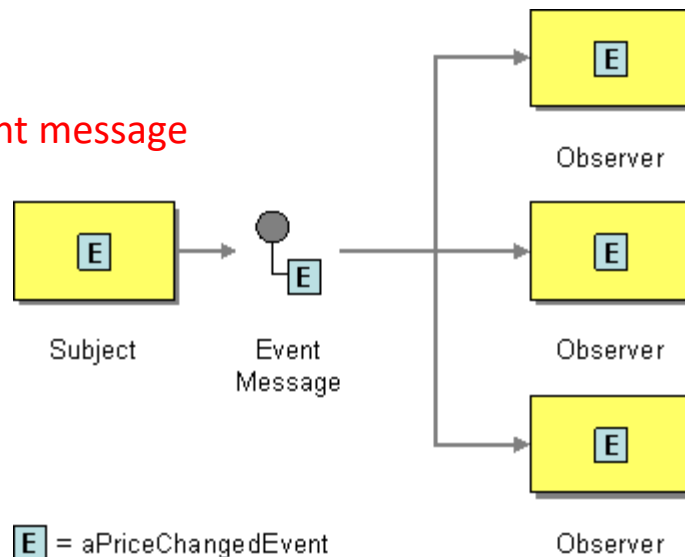 nt message
E
Observer
E
E
E
Subject
Event
Message
Observer
E
E = aPriceChangedEvent
Observer